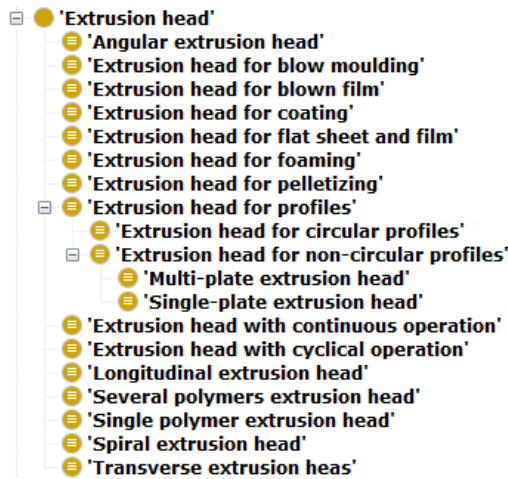 'Extrusion head'
'Angular extrusion head'
'Extrusion head for blow moulding'
'Extrusion head for blown film'
'Extrusion head for coating'
'Extrusion head for flat sheet and film'
'Extrusion head for foaming'
'Extrusion head for pelletizing'
'Extrusion head for profiles'
'Extrusion head for circular profiles'
'Extrusion head for non-circular profiles'
'Multi-plate extrusion head'
'Single-plate extrusion head'
'Extrusion head with continuous operation'
'Extrusion head with cyclical operation'
'Longitudinal extrusion head'
'Several polymers extrusion head'
'Single polymer extrusion head'
'Spiral extrusion head'
'Transverse extrusion heas'